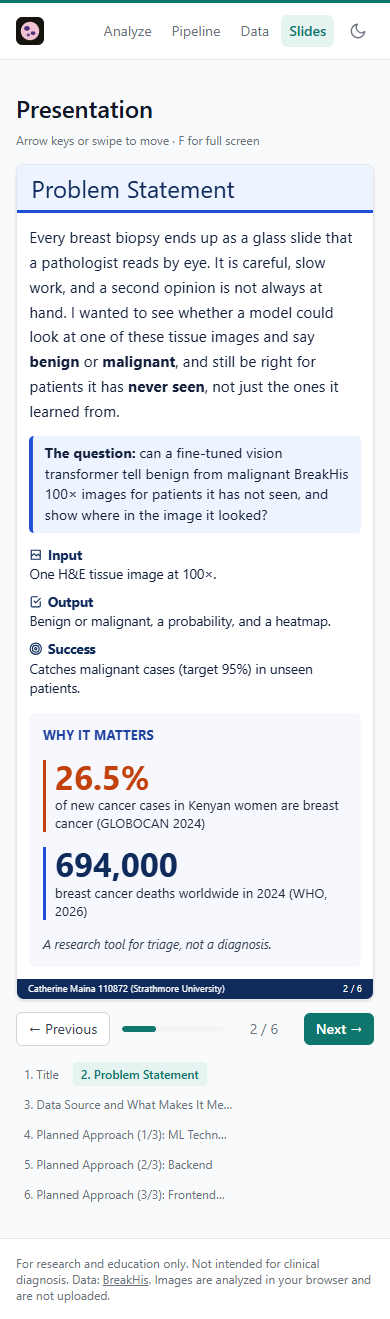 Analyze Pipeline Data Slides
Presentation
Arrow keys or swipe to move · F for full screen
Problem Statement
Every breast biopsy ends up as a glass slide that
a pathologist reads by eye. It is careful, slow
work, and a second opinion is not always at
hand. I wanted to see whether a model could
look at one of these tissue images and say
benign or malignant, and still be right for
patients it has never seen, not just the ones it
learned from.
The question: can a fine-tuned vision
transformer tell benign from malignant BreakHis
100× images for patients it has not seen, and
show where in the image it looked?
Input
One H&E tissue image at 100×.
Output
Benign or malignant, a probability, and a heatmap.
Success
Catches malignant cases (target 95%) in unseen
patients.
WHY IT MATTERS
26.5%
of new cancer cases in Kenyan women are breast
cancer (GLOBOCAN 2024)
694,000
breast cancer deaths worldwide in 2024 (WHO,
2026)
A research tool for triage, not a diagnosis.
Catherine Maina 110872 (Strathmore University) 2 / 6
← Previous 2 / 6 Next →
1. Title 2. Problem Statement
3. Data Source and What Makes It Me...
4. Planned Approach (1/3): ML Techn...
5. Planned Approach (2/3): Backend
6. Planned Approach (3/3): Frontend...
For research and education only. Not intended for clinical
diagnosis. Data: BreakHis. Images are analyzed in your browser and
are not uploaded.